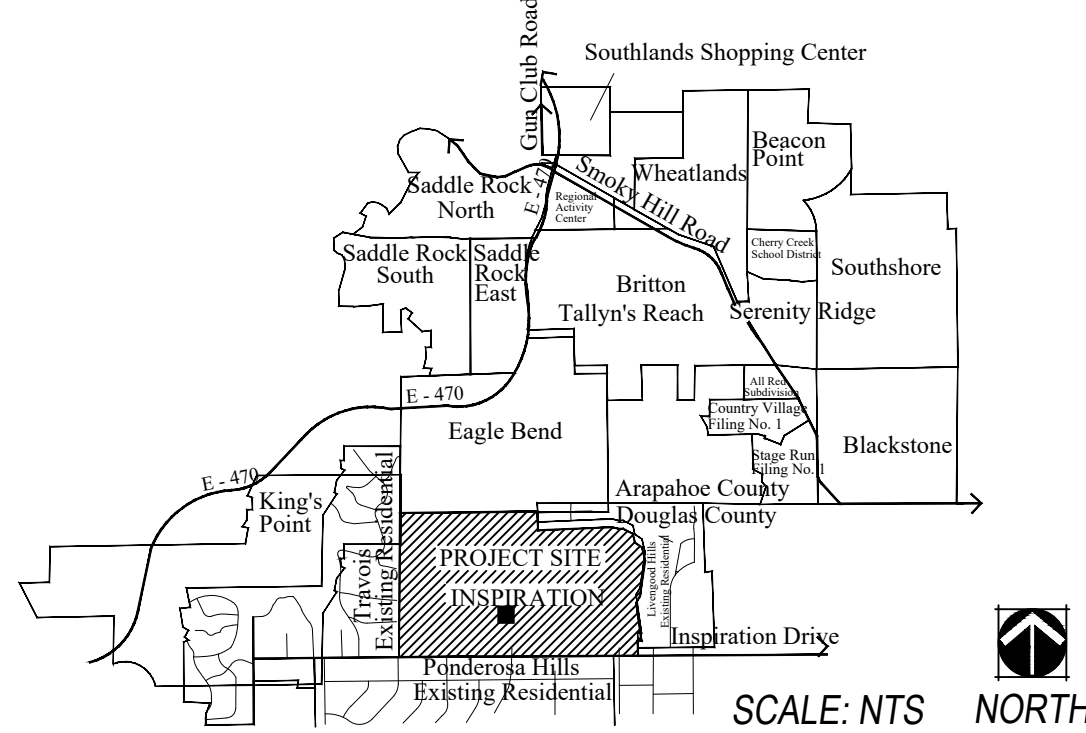 Gun Club Road
Southlands Shopping Center
Beacon
Point
Wheatlands
Smoky Hill Road
Saddle Rock
North
E - 470
Regional
Activity
Center
Saddle Rock
South
Saddle
Rock
East
Cherry Creek
School District
Southshore
Britton
Tallyn's Reach
Serenity Ridge
E - 470
All Red
Subdivision
Country Village
Filing No. 1
Eagle Bend
Blackstone
Stage Run
Filing No. 1
E - 470
King's
Point
Arapahoe County
Douglas County
Travois
Existing Residential
PROJECT SITE
INSPIRATION
Livengood Hills
Existing Residential
Inspiration Drive
Ponderosa Hills
Existing Residential
SCALE: NTS
NORTH